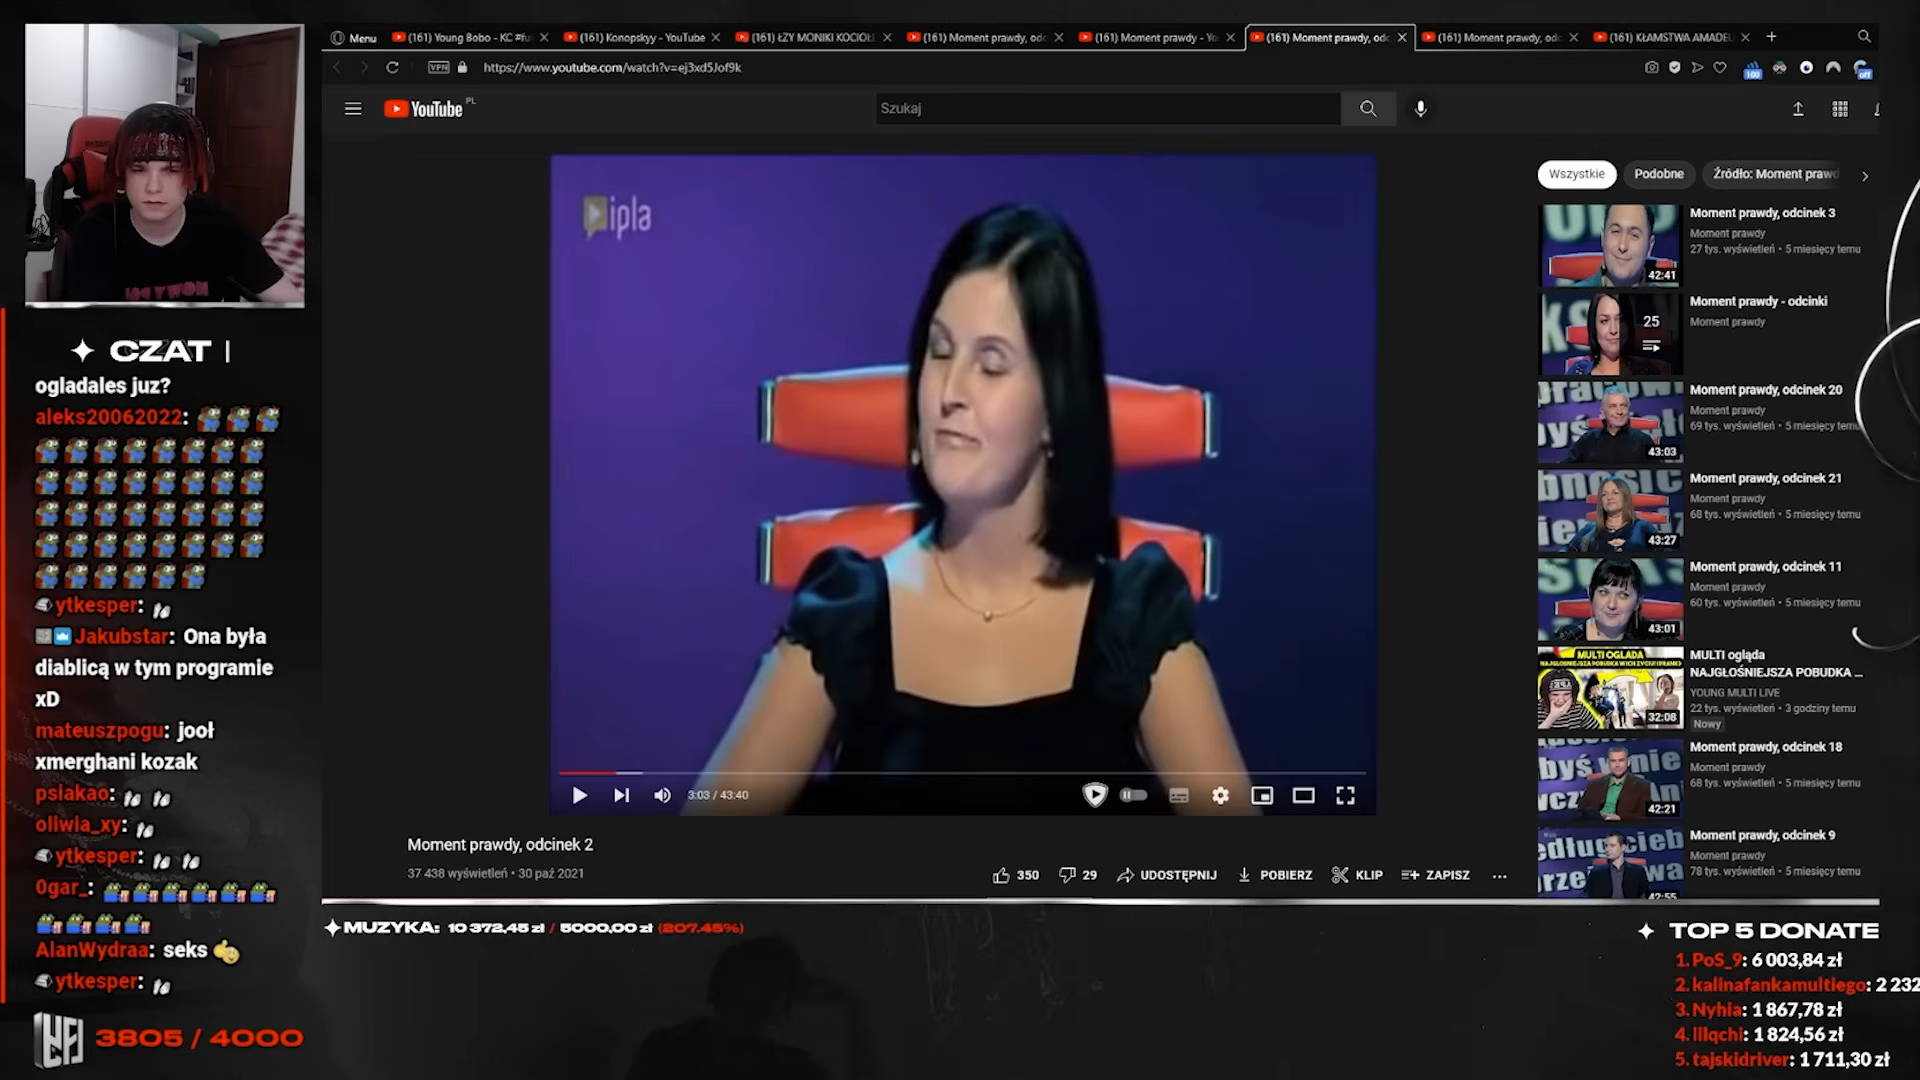 Menu
(161) Young Bobo - KC #fu
(161) Konopskyy - YouTube
(161) ŁZY MONIKI KOCIOŁ
(161) Moment prawdy, odc
(161) Moment prawdy - Yo
(161) Moment prawdy, odc
(161) Moment prawdy, odc
(161) KŁAMSTWA AMADEU
VPN
https://www.youtube.com/watch?v=ej3xd5Jof9k
100
off
YouTube PL
Szukaj
ipla
3:03 / 43:40
Moment prawdy, odcinek 2
37 438 wyświetleń • 30 paź 2021
350
29
UDOSTĘPNIJ
POBIERZ
KLIP
ZAPISZ
Wszystkie
Podobne
Źródło: Moment prawd
Moment prawdy, odcinek 3
Moment prawdy
27 tys. wyświetleń • 5 miesięcy temu
42:41
Moment prawdy - odcinki
Moment prawdy
25
Moment prawdy, odcinek 20
Moment prawdy
69 tys. wyświetleń • 5 miesięcy temu
43:03
Moment prawdy, odcinek 21
Moment prawdy
68 tys. wyświetleń • 5 miesięcy temu
43:27
Moment prawdy, odcinek 11
Moment prawdy
60 tys. wyświetleń • 5 miesięcy temu
43:01
MULTI OGLĄDA
MULTI ogląda
NAJGŁOŚNIEJSZA POBUDKA ...
YOUNG MULTI LIVE
22 tys. wyświetleń • 3 godziny temu
Nowy
32:08
Moment prawdy, odcinek 18
Moment prawdy
68 tys. wyświetleń • 5 miesięcy temu
42:21
Moment prawdy, odcinek 9
Moment prawdy
78 tys. wyświetleń • 5 miesięcy temu
42:55
CZAT |
ogladales juz?
aleks20062022:
ytkesper:
Jakubstar: Ona była
diablicą w tym programie
xD
mateuszpogu: jooł
xmerghani kozak
psiakao:
oliwia_xy:
ytkesper:
0gar_:
AlanWydraa: seks
ytkesper:
3805 / 4000
MUZYKA: 10 372,45 zł / 5000,00 zł (207.45%)
TOP 5 DONATE
1. PoS_9: 6 003,84 zł
2. kalinafankamultiego: 2 232
3. Nyhia: 1 867,78 zł
4. lilqchi: 1 824,56 zł
5. tajskidriver: 1 711,30 zł